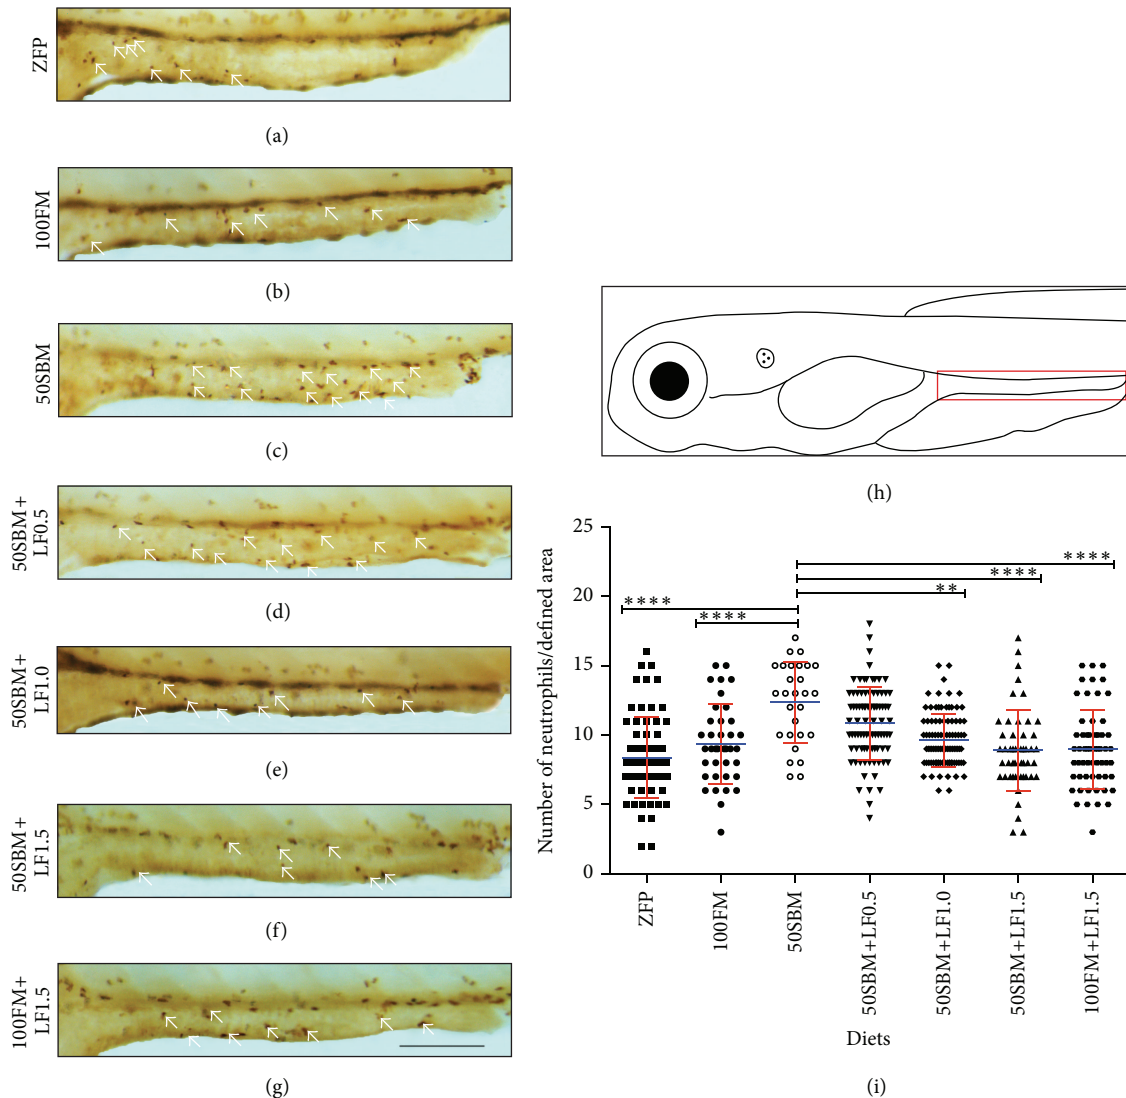 ZFP
(a)
100FM
(b)
50SBM
(c)
50SBM+
LF0.5
(d)
50SBM+
LF1.0
(e)
50SBM+
LF1.5
(f)
100FM+
LF1.5
(g)
(h)
Number of neutrophils/defined area
25
20
15
10
5
0
****
****
**
****
****
ZFP
100FM
50SBM
50SBM+LF0.5
50SBM+LF1.0
50SBM+LF1.5
100FM+LF1.5
Diets
(i)